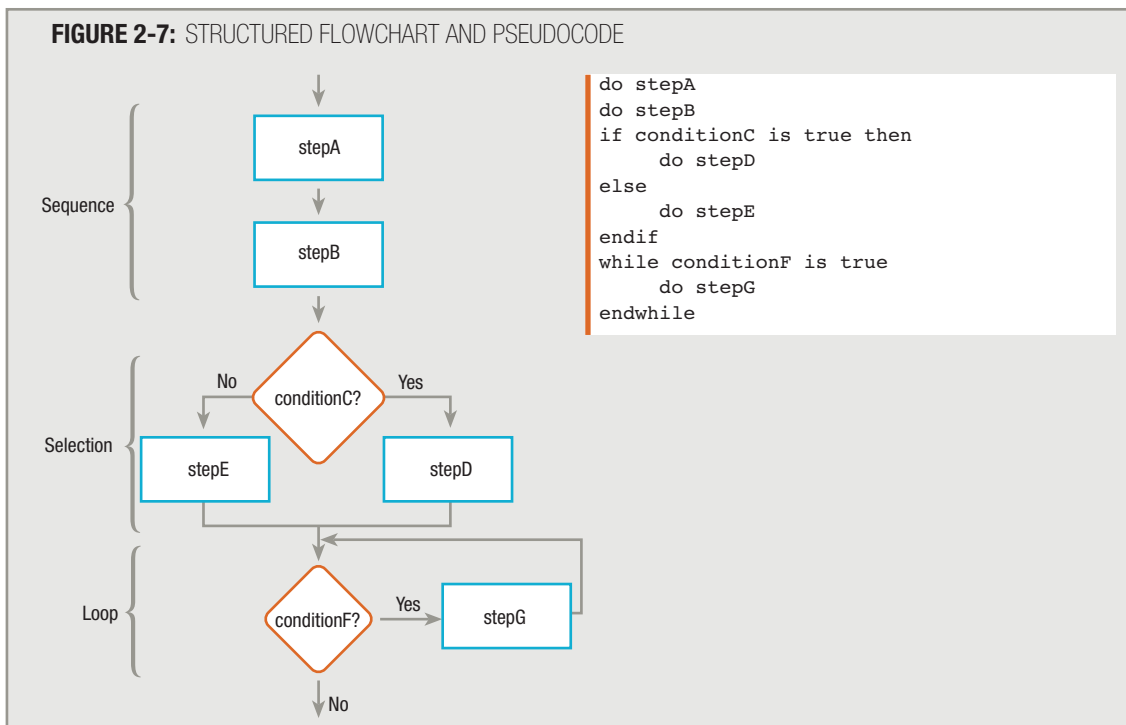 FIGURE 2-7: STRUCTURED FLOWCHART AND PSEUDOCODE
Sequence
stepA
stepB
Selection
conditionC?
No
Yes
stepE
stepD
Loop
conditionF?
Yes
stepG
No
do stepA
do stepB
if conditionC is true then
do stepD
else
do stepE
endif
while conditionF is true
do stepG
endwhile